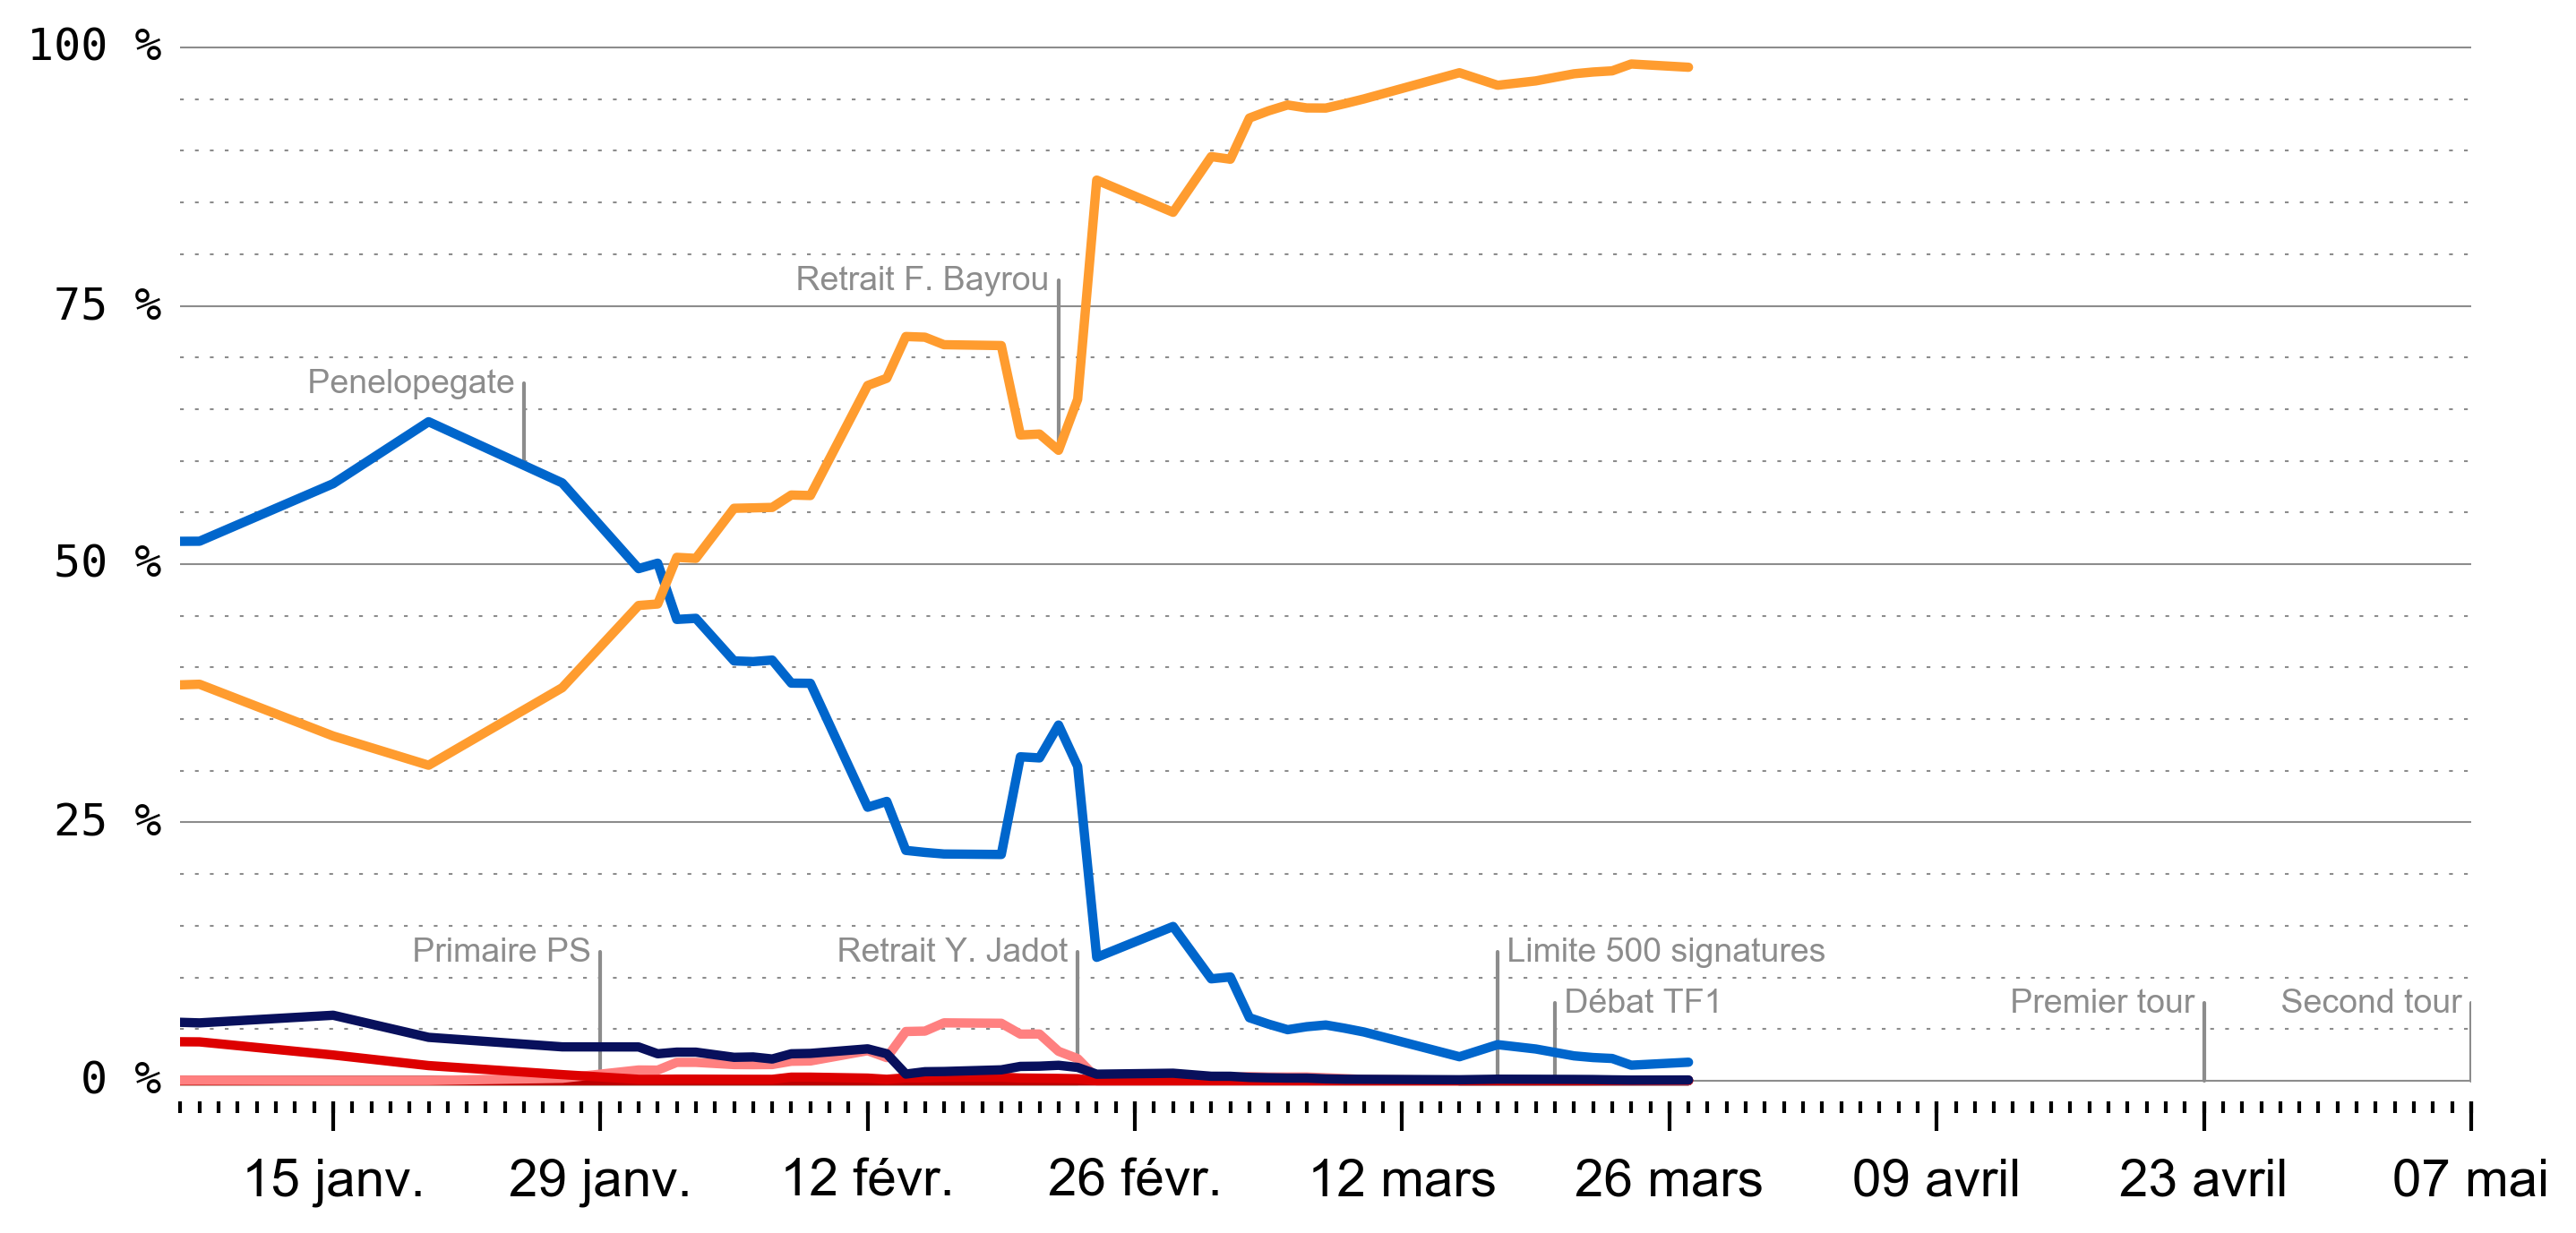 100 %
75 %
50 %
25 %
0 %
Retrait F. Bayrou
Penelopegate
Primaire PS
Retrait Y. Jadot
Limite 500 signatures
Débat TF1
Premier tour
Second tour
15 janv.
29 janv.
12 févr.
26 févr.
12 mars
26 mars
09 avril
23 avril
07 mai